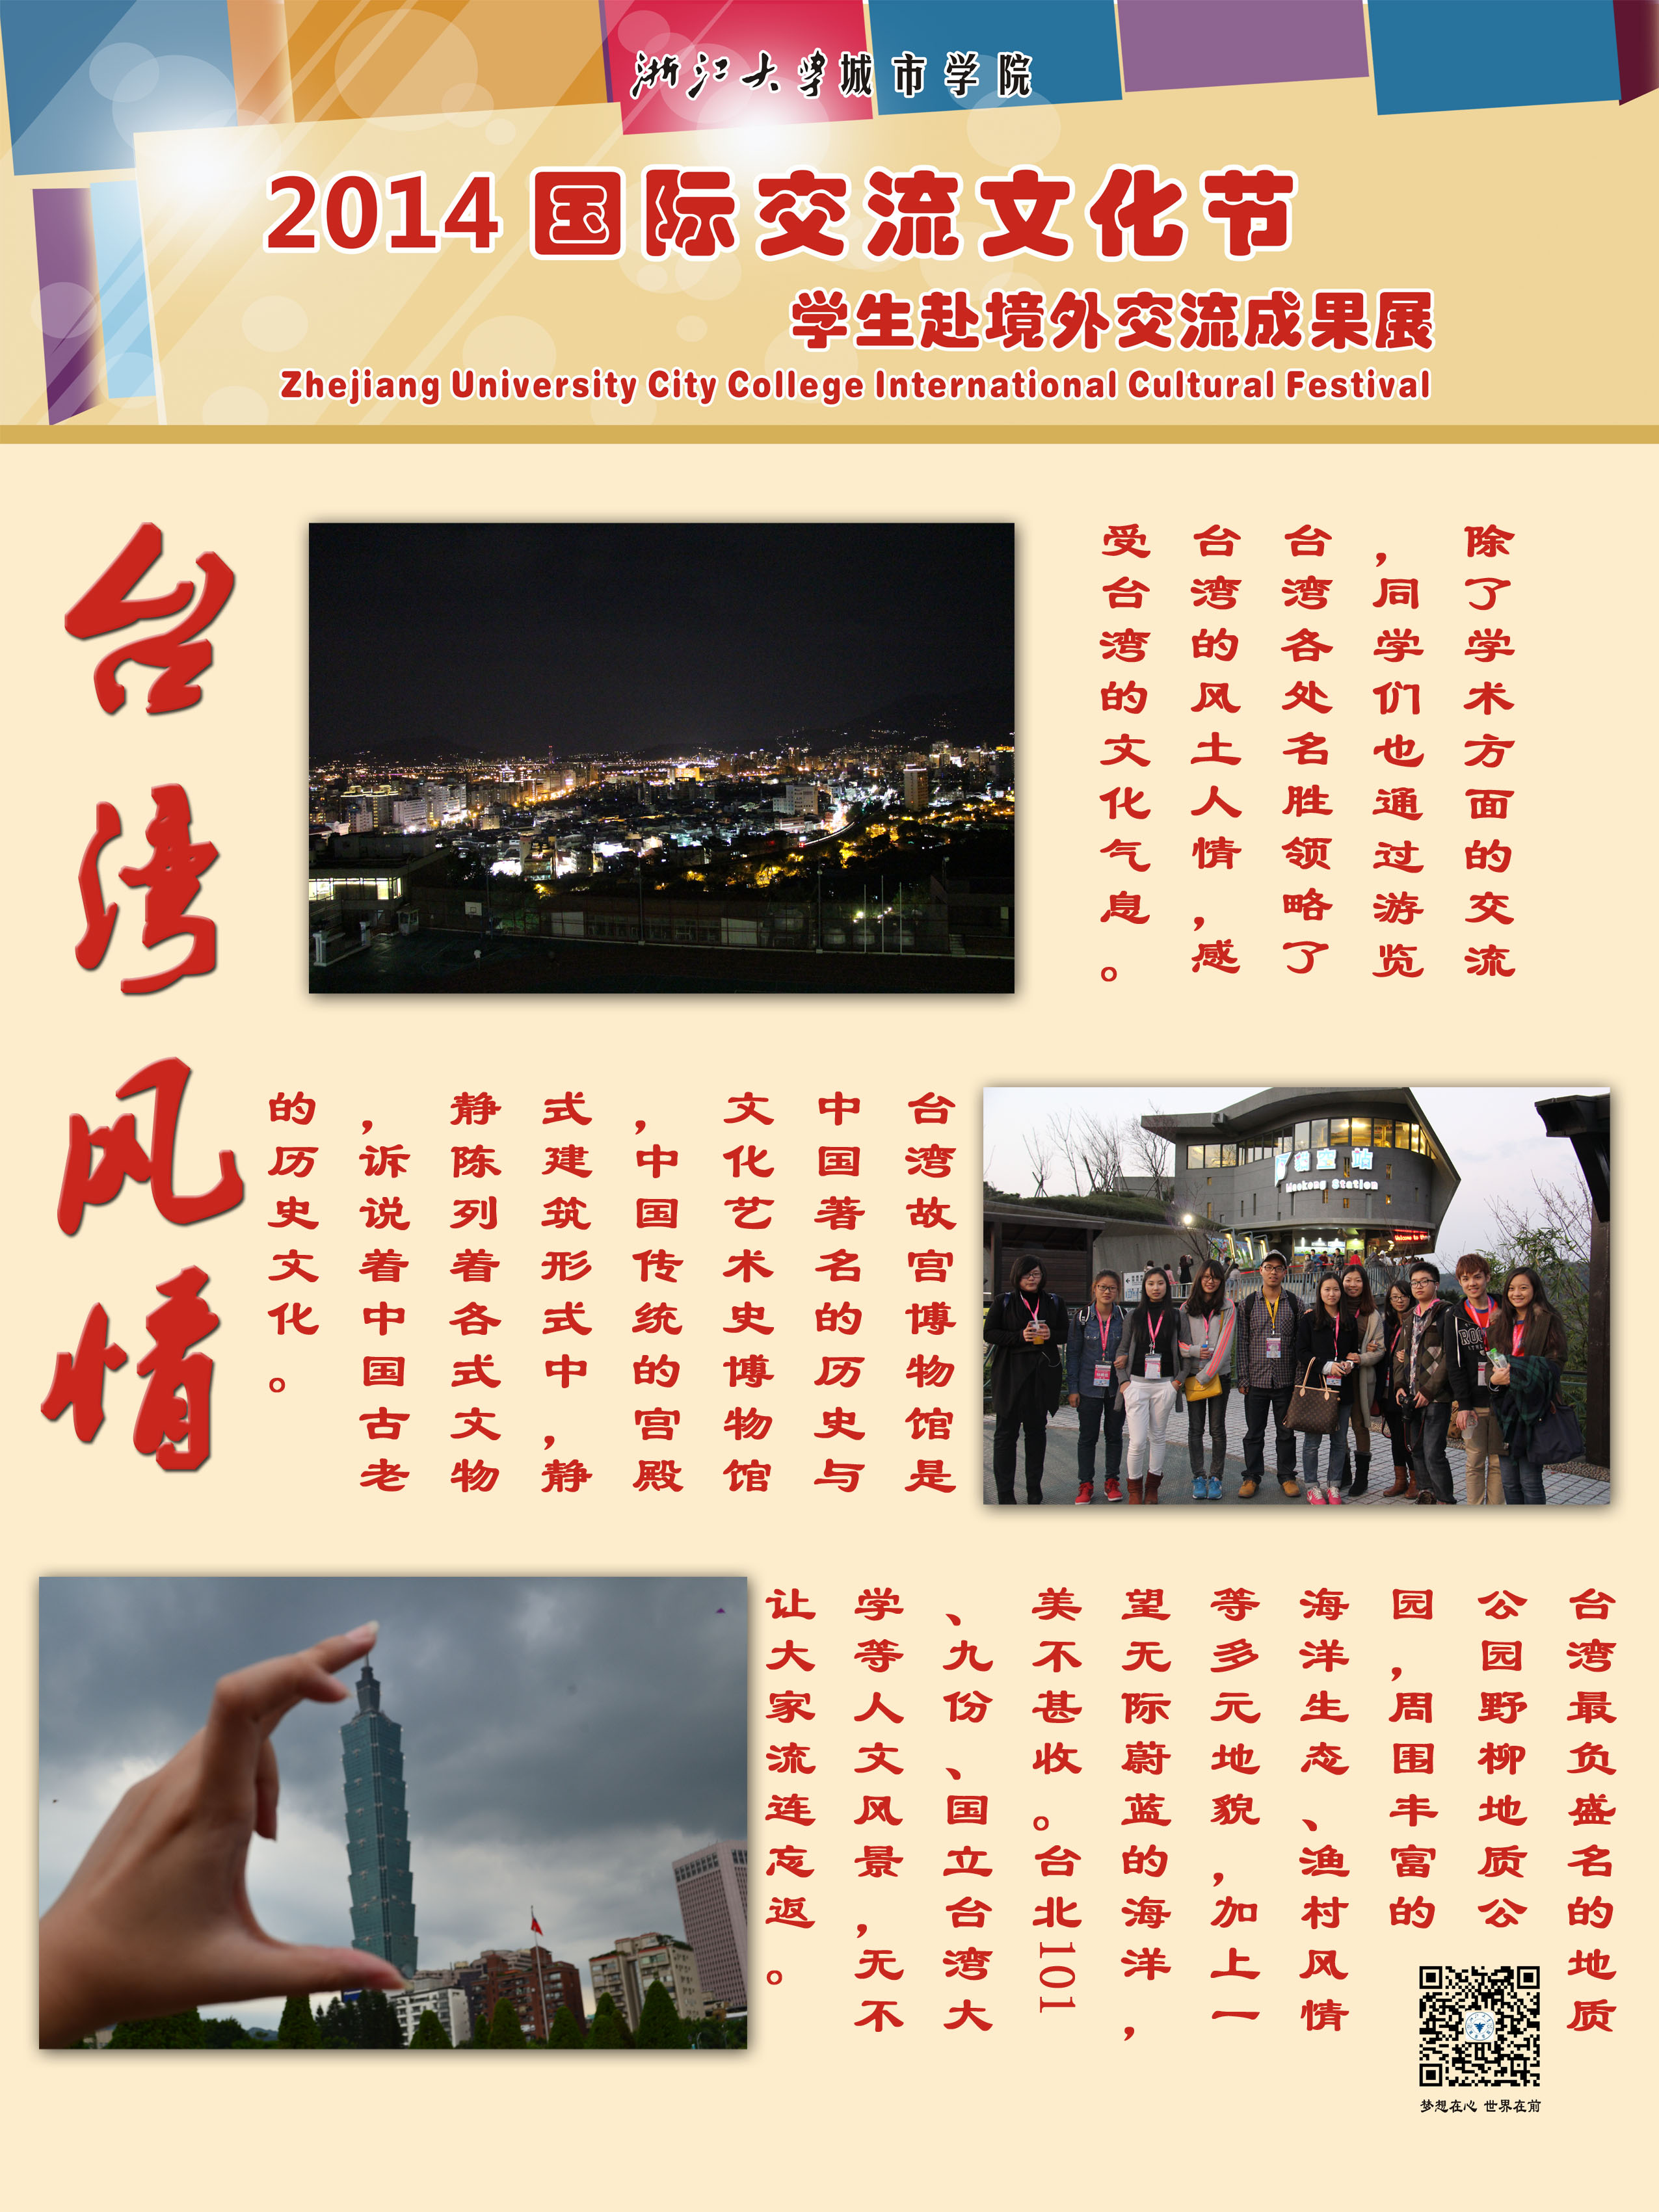 浙江大学城市学院
2014国际交流文化节
学生赴境外交流成果展
Zhejiang University City College International Cultural Festival
台湾风情
除了学术方面的交流
，同学们也通过游览
台湾各处名胜领略了
台湾的风土人情，感
受台湾的文化气息。
台湾故宫博物馆是
中国著名的历史与
文化艺术史博物馆
，中国传统的宫殿
式建筑形式中，静
静陈列着各式文物
，诉说着中国古老
的历史文化。
空站
Maokong Station
台湾最负盛名的地质
公园野柳地质公
园，周围丰富的
海洋生态、渔村风情
等多元地貌，加上一
望无际蔚蓝的海洋，
美不甚收。台北101
、九份、国立台湾大
学等人文风景，无不
让大家流连忘返。
梦想在心 世界在前